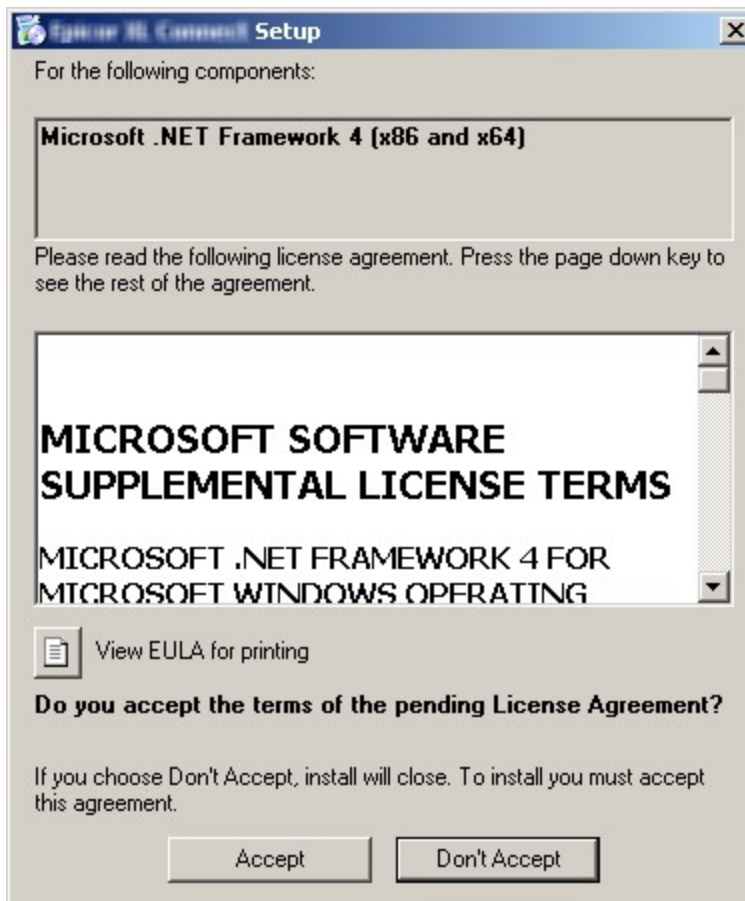 Setup
For the following components:
Microsoft .NET Framework 4 (x86 and x64)
Please read the following license agreement. Press the page down key to
see the rest of the agreement.
MICROSOFT SOFTWARE
SUPPLEMENTAL LICENSE TERMS
MICROSOFT .NET FRAMEWORK 4 FOR
MICROSOFT WINDOWS OPERATING
View EULA for printing
Do you accept the terms of the pending License Agreement?
If you choose Don't Accept, install will close. To install you must accept
this agreement.
Accept
Don't Accept